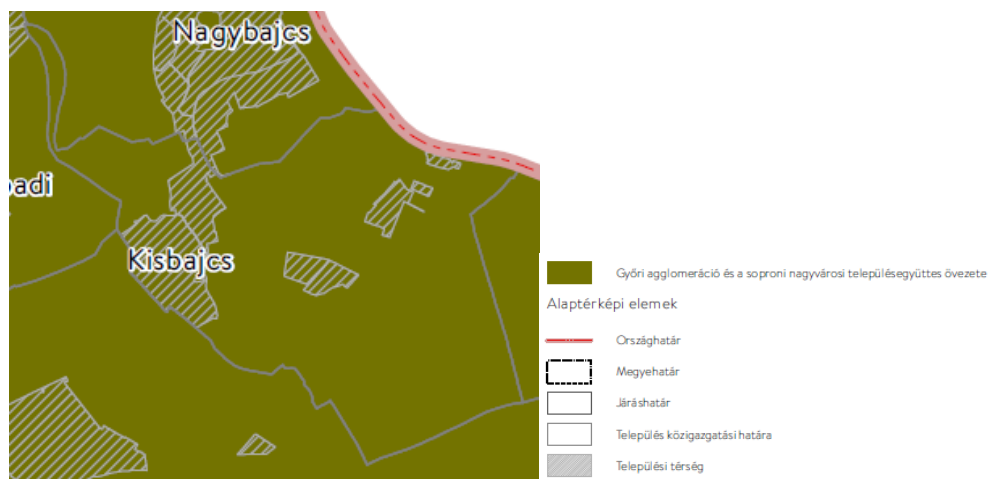 Nagybajcs
adi
Kisbajcs
Győri agglomeráció és a soproni nagyvárosi településegyüttes övezete
Alaptérképi elemek
Országhatár
Megyehatár
Járáshatár
Település közigazgatási határa
Települési térség